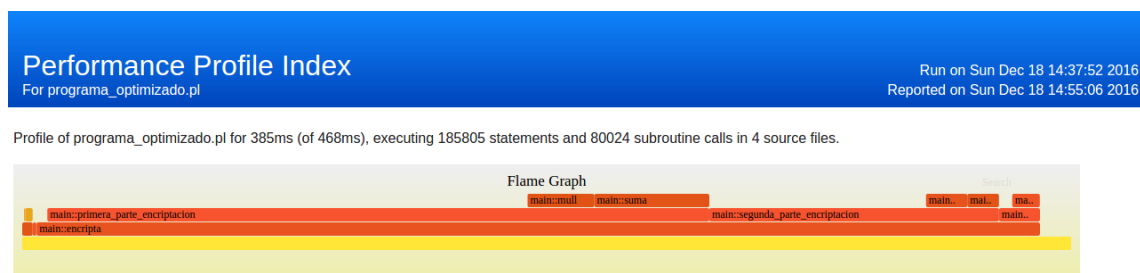 Performance Profile Index
For programa_optimizado.pl
Run on Sun Dec 18 14:37:52 2016
Reported on Sun Dec 18 14:55:06 2016
Profile of programa_optimizado.pl for 385ms (of 468ms), executing 185805 statements and 80024 subroutine calls in 4 source files.
Flame Graph
Search
main::mull main::suma main.. mai.. ma..
main::primera_parte_encriptacion main::segunda_parte_encriptacion main..
main::encripta